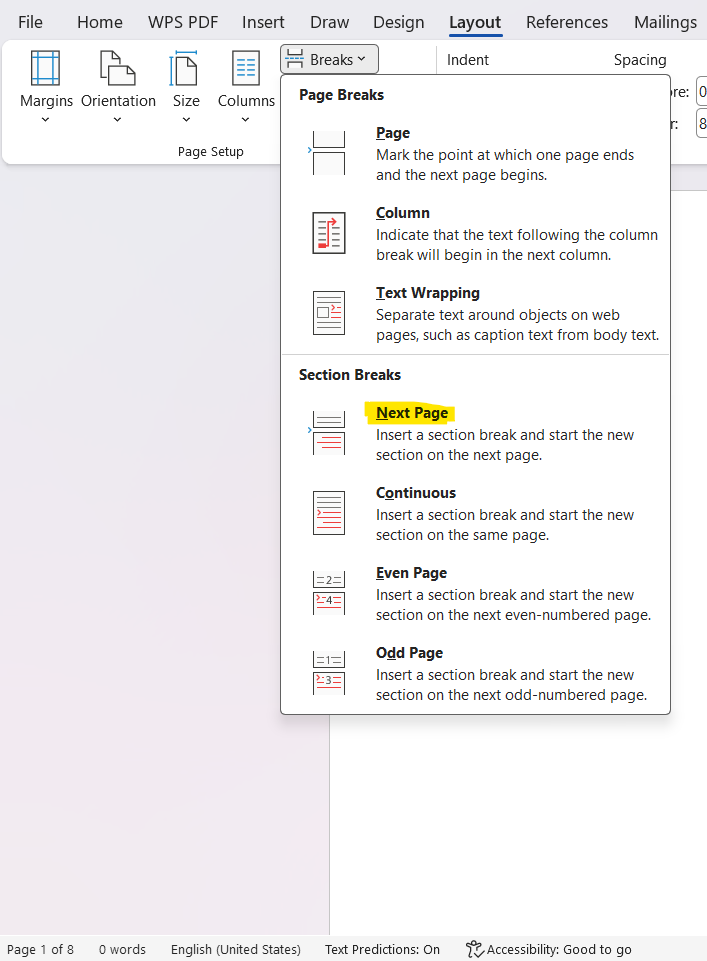 File Home WPS PDF Insert Draw Design Layout References Mailings
Breaks
Indent Spacing
Margins Orientation Size Columns
Page Setup
re: 0
r: 8
Page Breaks
Page
Mark the point at which one page ends
and the next page begins.
Column
Indicate that the text following the column
break will begin in the next column.
Text Wrapping
Separate text around objects on web
pages, such as caption text from body text.
Section Breaks
Next Page
Insert a section break and start the new
section on the next page.
Continuous
Insert a section break and start the new
section on the same page.
2
4
Even Page
Insert a section break and start the new
section on the next even-numbered page.
1
3
Odd Page
Insert a section break and start the new
section on the next odd-numbered page.
Page 1 of 8 0 words English (United States) Text Predictions: On Accessibility: Good to go